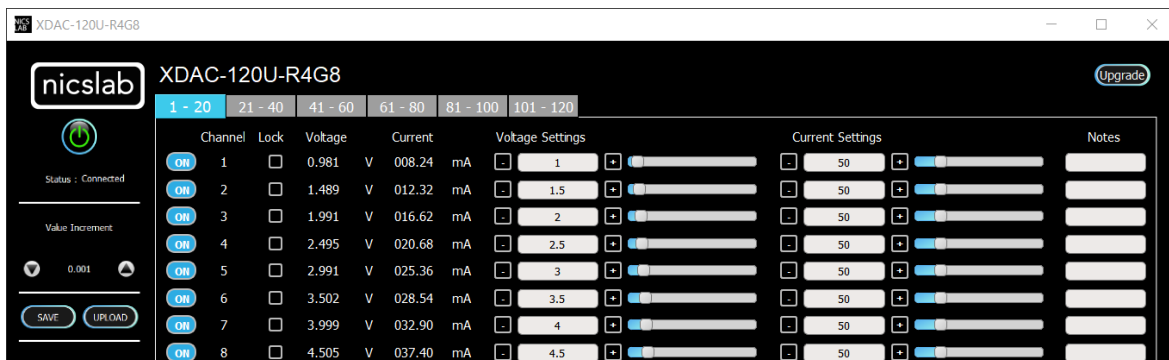 NICS LAB XDAC-120U-R4G8
nicslab XDAC-120U-R4G8 Upgrade
1 - 20 21 - 40 41 - 60 61 - 80 81 - 100 101 - 120
Channel Lock Voltage Current Voltage Settings Current Settings Notes
ON 1 0.981 V 008.24 mA - 1 + - 50 +
Status : Connected
ON 2 1.489 V 012.32 mA - 1.5 + - 50 +
ON 3 1.991 V 016.62 mA - 2 + - 50 +
Value Increment
ON 4 2.495 V 020.68 mA - 2.5 + - 50 +
0.001
ON 5 2.991 V 025.36 mA - 3 + - 50 +
ON 6 3.502 V 028.54 mA - 3.5 + - 50 +
SAVE UPLOAD
ON 7 3.999 V 032.90 mA - 4 + - 50 +
ON 8 4.505 V 037.40 mA - 4.5 + - 50 +